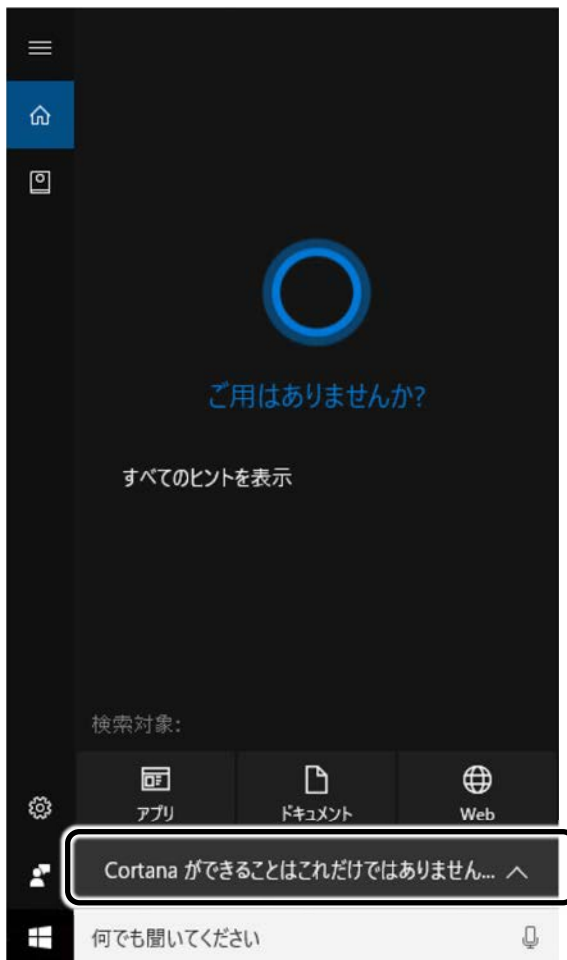 ご用はありませんか?
すべてのヒントを表示
検索対象:
アプリ
ドキュメント
Web
Cortana ができることはこれだけではありません...
何でも聞いてください